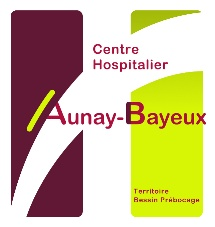 Centre
Hospitalier
Aunay-Bayeux
Territoire
Bessin Prébocage